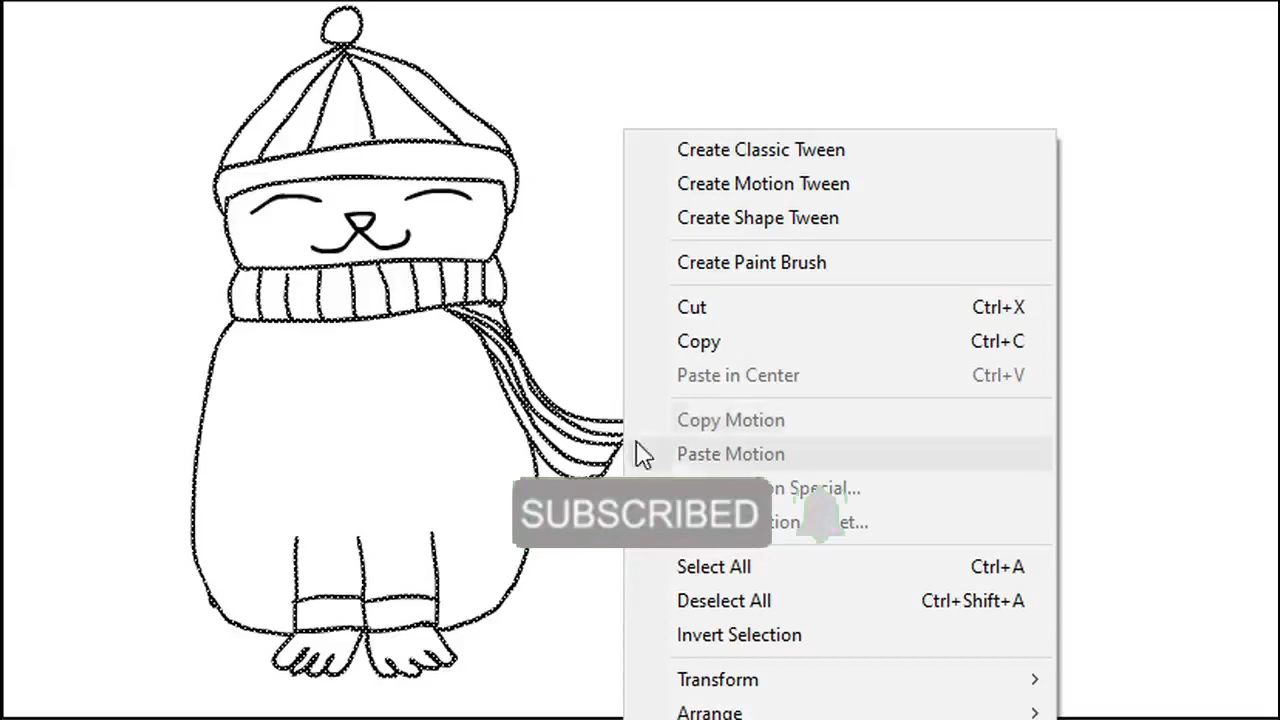 Create Classic Tween
Create Motion Tween
Create Shape Tween
Create Paint Brush
Cut Ctrl+X
Copy Ctrl+C
Paste in Center Ctrl+V
Copy Motion
Paste Motion
Special...
SUBSCRIBED
Select All Ctrl+A
Deselect All Ctrl+Shift+A
Invert Selection
Transform
Arrange